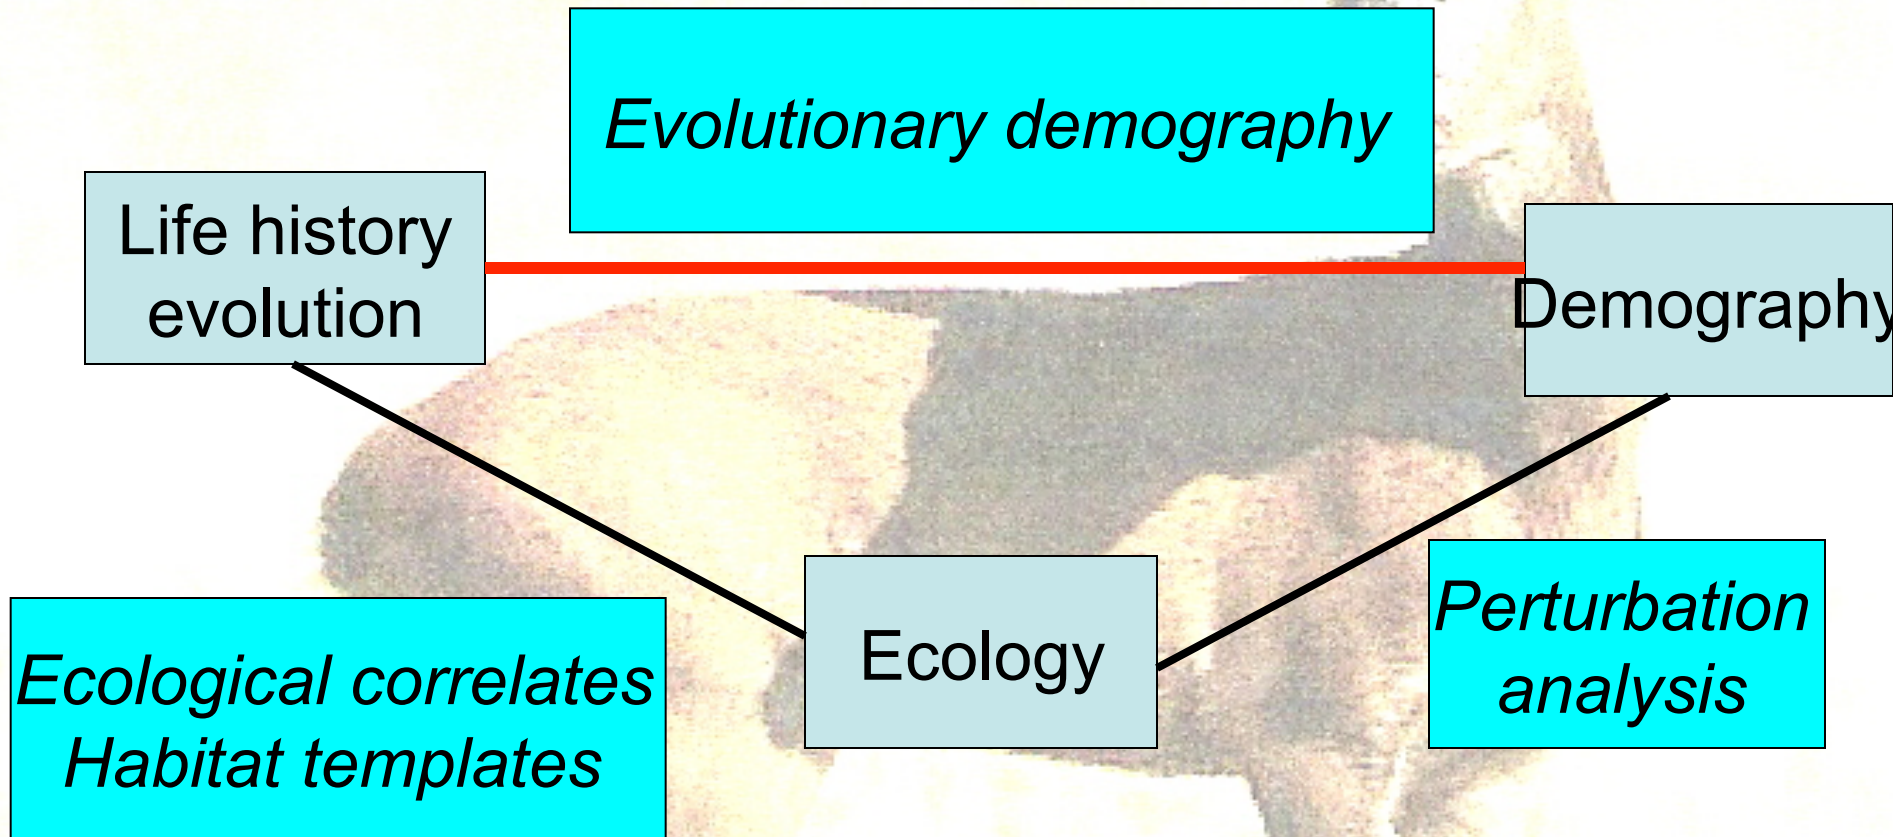 Evolutionary demography
Life history
evolution
Demography
Ecology
Perturbation
analysis
Ecological correlates
Habitat templates